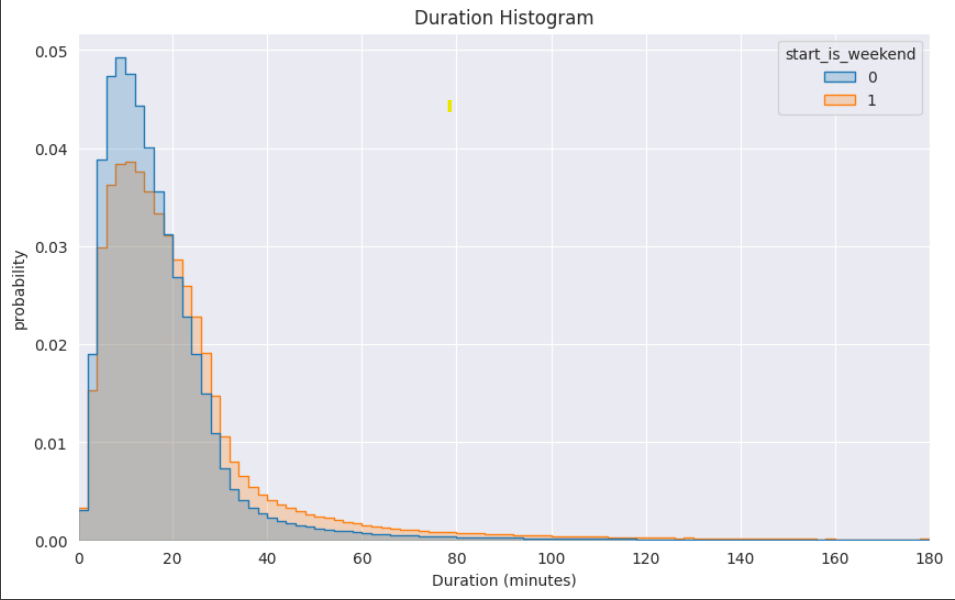 Duration Histogram
start_is_weekend
0
1
probability
0.05
0.04
0.03
0.02
0.01
0.00
0 20 40 60 80 100 120 140 160 180
Duration (minutes)